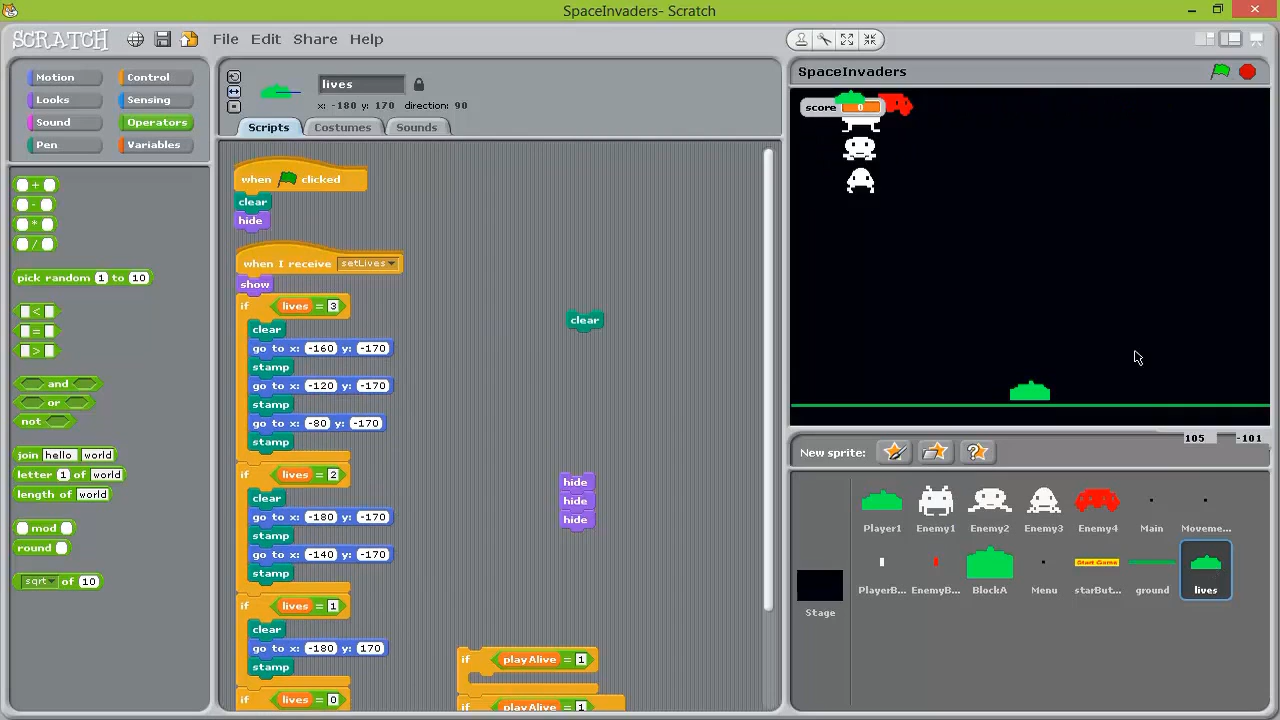 SpaceInvaders- Scratch
SCRATCH File Edit Share Help
Motion Control
Looks Sensing
Sound Operators
Pen Variables
+
-
*
/
pick random 1 to 10
<
=
>
and
or
not
join hello world
letter 1 of world
length of world
mod
round
sqrt of 10
lives
x: -180 y: 170 direction: 90
Scripts Costumes Sounds
when clicked
clear
hide
when I receive setLives
show
if lives = 3
clear
go to x: -160 y: -170
stamp
go to x: -120 y: -170
stamp
go to x: -80 y: -170
stamp
if lives = 2
clear
go to x: -180 y: -170
stamp
go to x: -140 y: -170
stamp
if lives = 1
clear
go to x: -180 y: 170
stamp
if lives = 0
clear
hide
hide
hide
if playAlive = 1
if playAlive = 1
SpaceInvaders
score 0
105 -101
New sprite:
Player1 Enemy1 Enemy2 Enemy3 Enemy4 Main Moveme...
Start Game
PlayerB... EnemyB... BlockA Menu starBut... ground lives
Stage